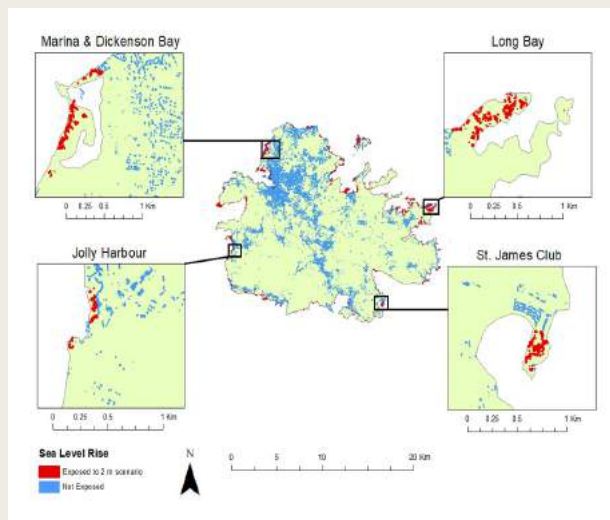 Marina & Dickenson Bay
0 0.25 0.5 1 Km
Long Bay
0 0.25 0.5 1 Km
Jolly Harbour
0 0.25 0.5 1 Km
St. James Club
0 0.25 0.5 1 Km
Sea Level Rise
Exposed to 2 m scenario
Not Exposed
N
0 5 10 20 Km